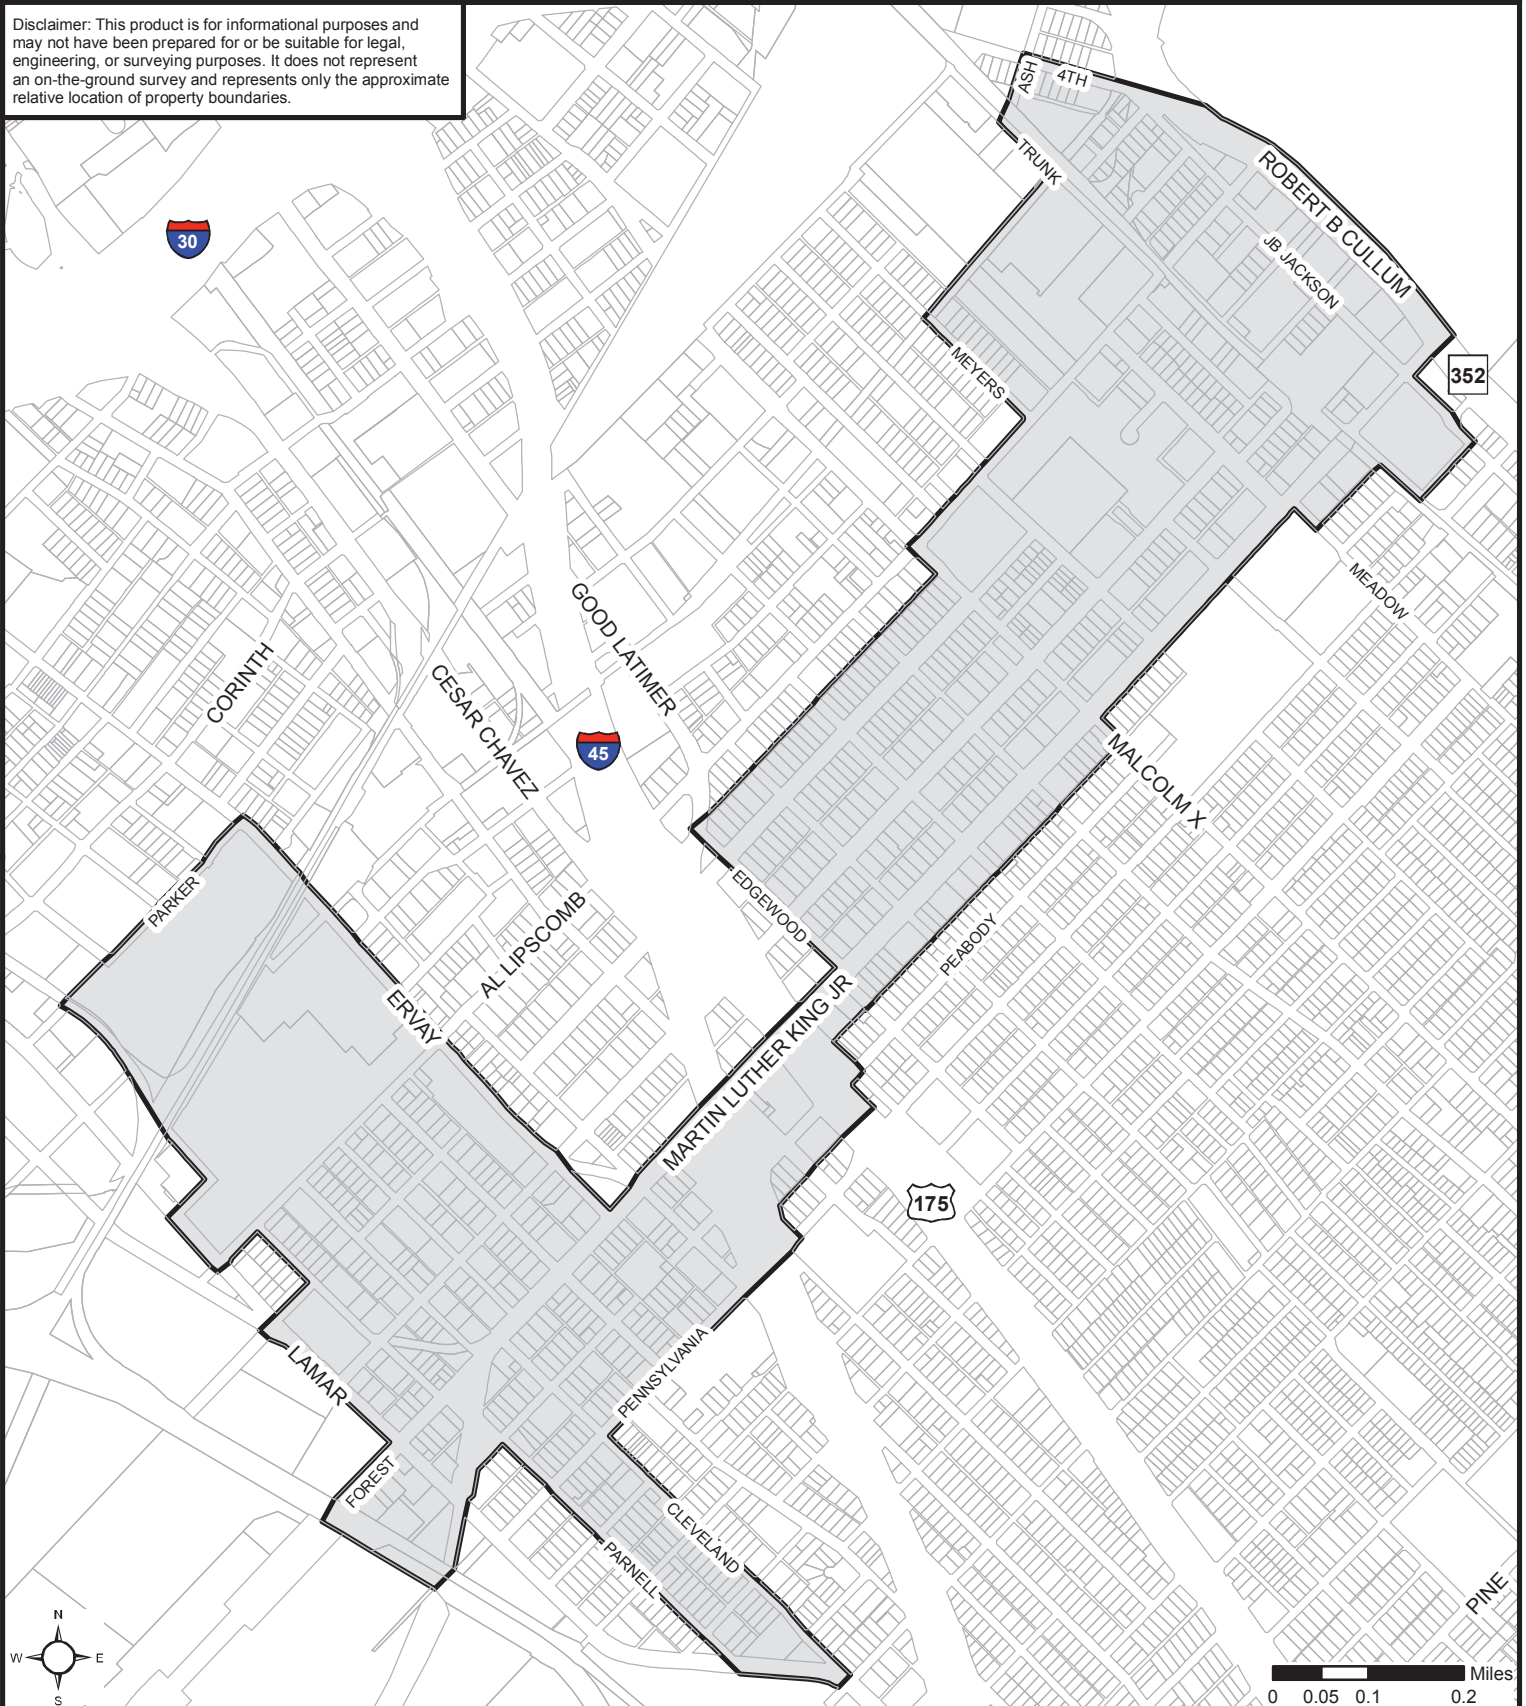 Disclaimer: This product is for informational purposes and
may not have been prepared for or be suitable for legal,
engineering, or surveying purposes. It does not represent
an on-the-ground survey and represents only the approximate
relative location of property boundaries.
ASH
4TH
TRUNK
ROBERT B CULLUM
30
JB JACKSON
MEYERS
352
MEADOW
GOOD LATIMER
CORINTH
CESAR CHAVEZ
45
MALCOLM X
PARKER
EDGEWOOD
AL LIPSCOMB
PEABODY
ERVAY
MARTIN LUTHER KING JR
175
LAMAR
PENNSYLVANIA
FOREST
CLEVELAND
PARNELL
PINE
N
W
E
S
Miles
0 0.05 0.1 0.2